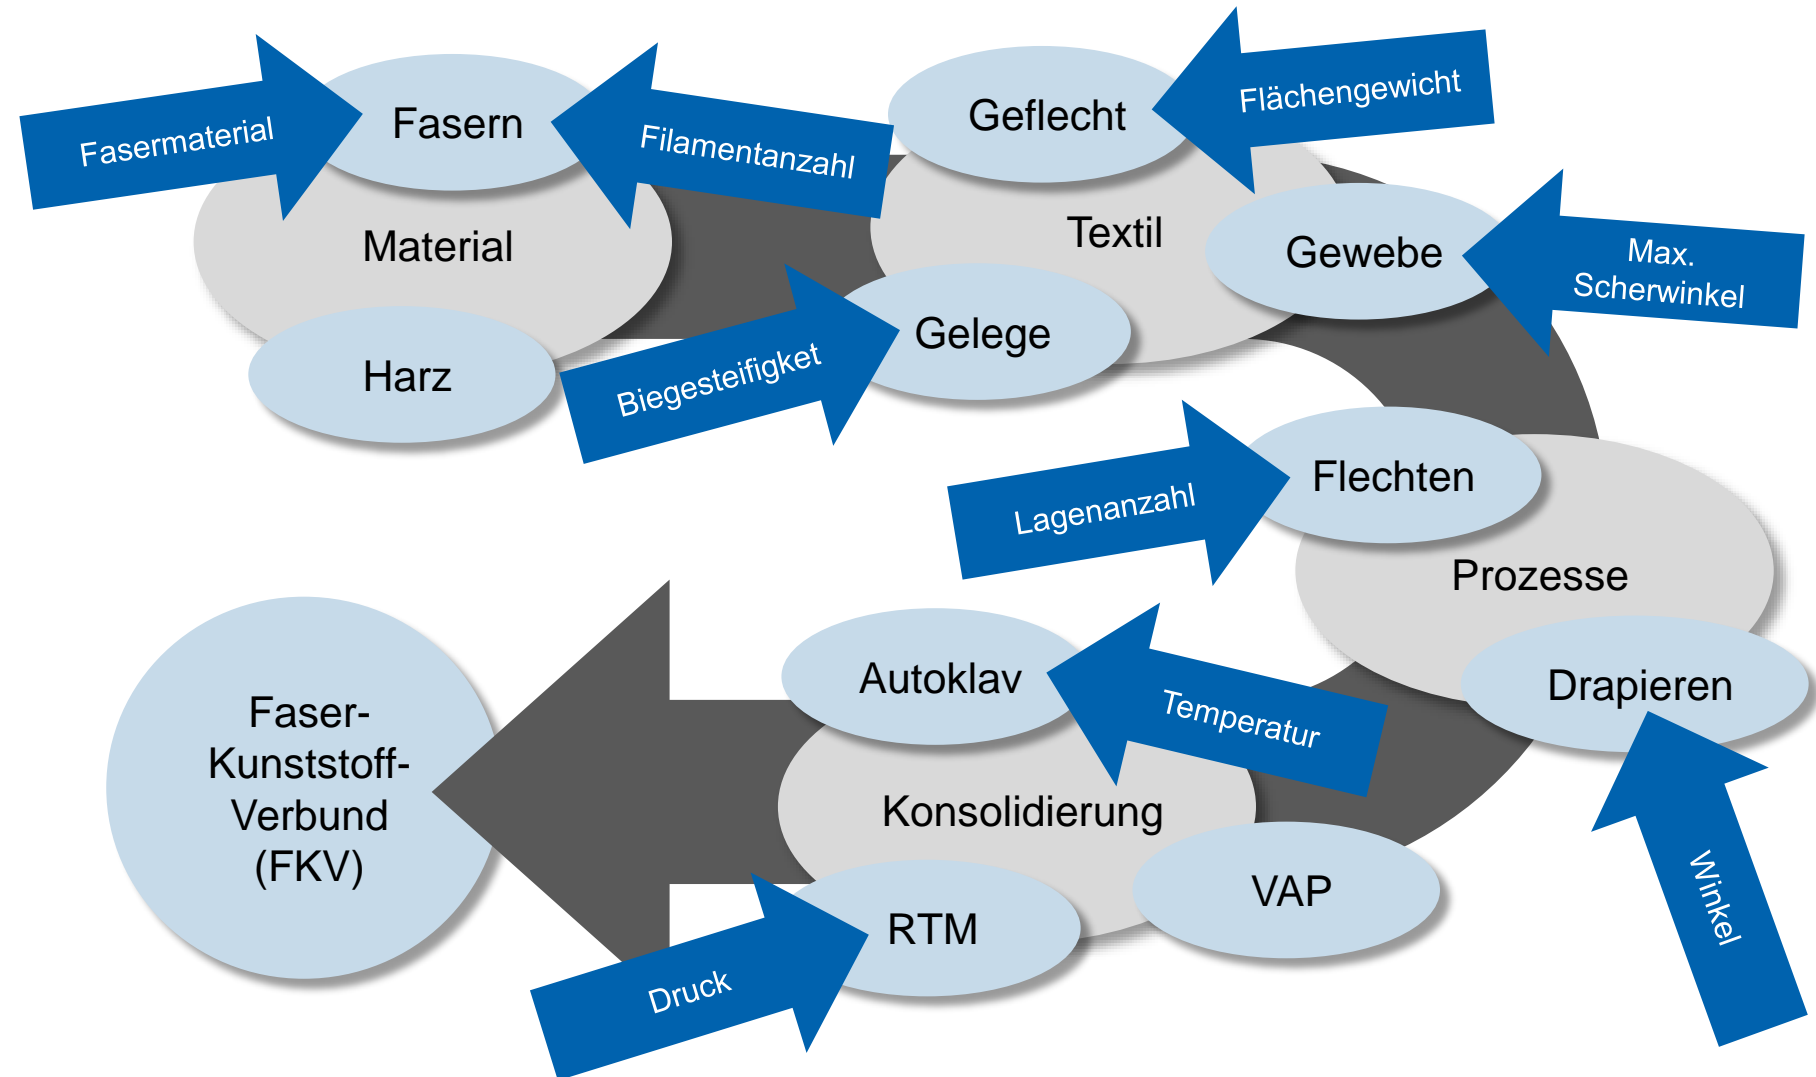 Fasermaterial
Fasern
Filamentanzahl
Material
Harz
Geflecht
Flächengewicht
Textil
Gewebe
Max.
Scherwinkel
Biegesteifigket
Gelege
Lagenanzahl
Flechten
Prozesse
Drapieren
Winkel
Autoklav
Temperatur
Konsolidierung
VAP
RTM
Druck
Faser-
Kunststoff-
Verbund
(FKV)